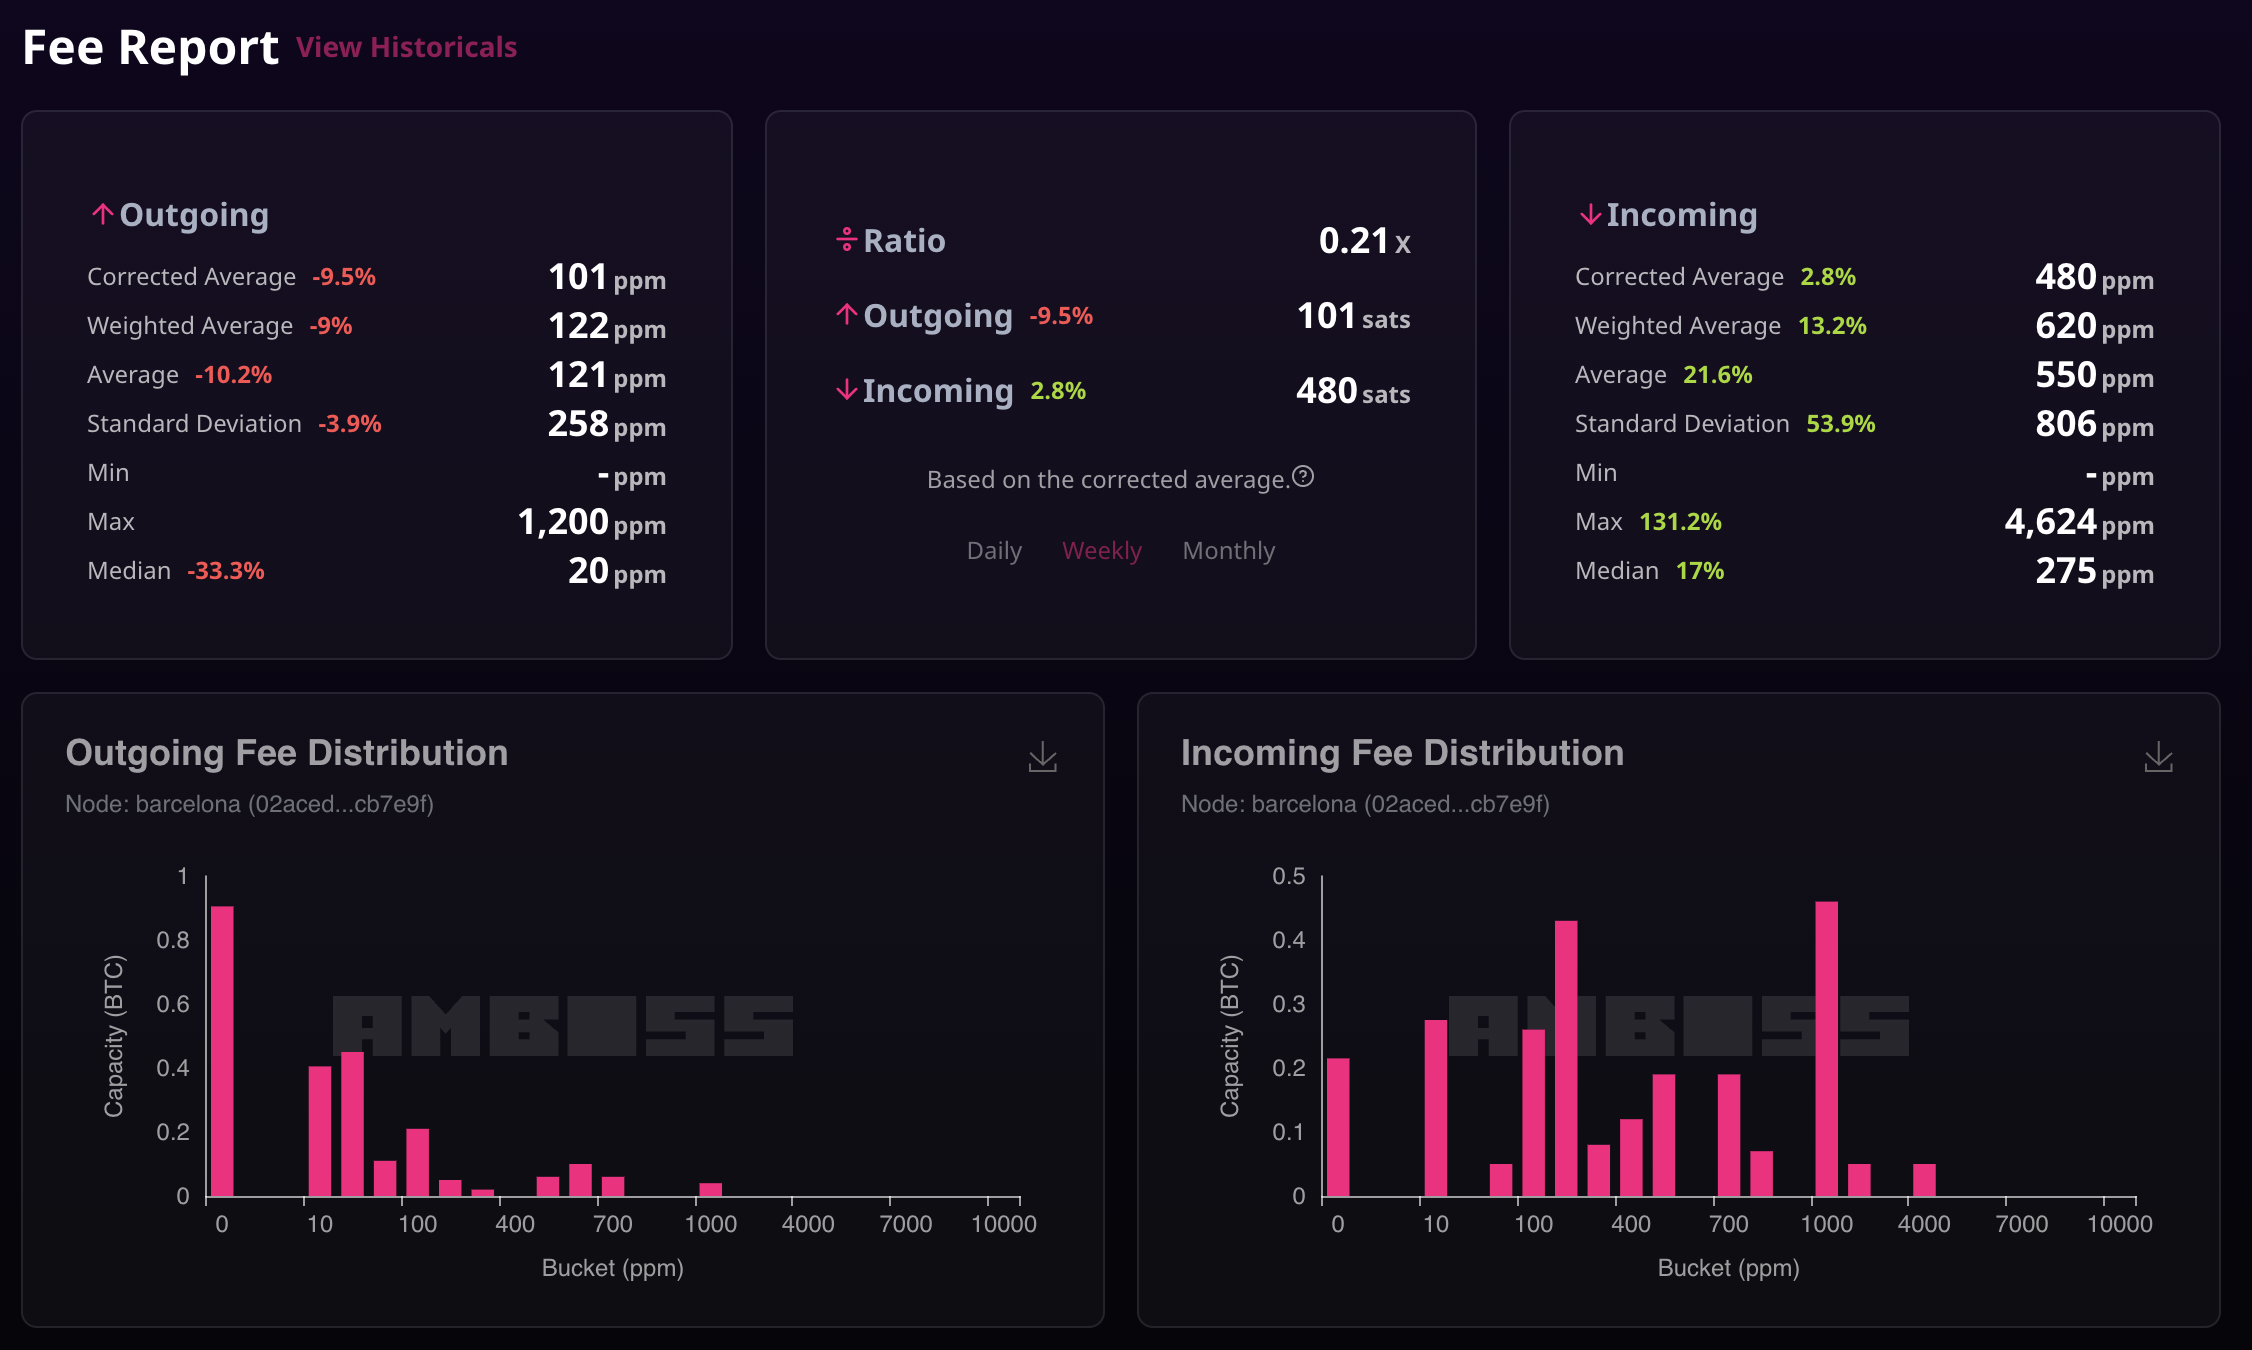 Fee Report View Historicals
Outgoing
Corrected Average -9.5% 101 ppm
Weighted Average -9% 122 ppm
Average -10.2% 121 ppm
Standard Deviation -3.9% 258 ppm
Min - ppm
Max 1,200 ppm
Median -33.3% 20 ppm
Ratio 0.21 x
Outgoing -9.5% 101 sats
Incoming 2.8% 480 sats
Based on the corrected average.
Daily Weekly Monthly
Incoming
Corrected Average 2.8% 480 ppm
Weighted Average 13.2% 620 ppm
Average 21.6% 550 ppm
Standard Deviation 53.9% 806 ppm
Min - ppm
Max 131.2% 4,624 ppm
Median 17% 275 ppm
Outgoing Fee Distribution
Node: barcelona (02aced...cb7e9f)
AMBOSS
Capacity (BTC)
1
0.8
0.6
0.4
0.2
0
0 10 100 400 700 1000 4000 7000 10000
Bucket (ppm)
Incoming Fee Distribution
Node: barcelona (02aced...cb7e9f)
AMBOSS
Capacity (BTC)
0.5
0.4
0.3
0.2
0.1
0
0 10 100 400 700 1000 4000 7000 10000
Bucket (ppm)